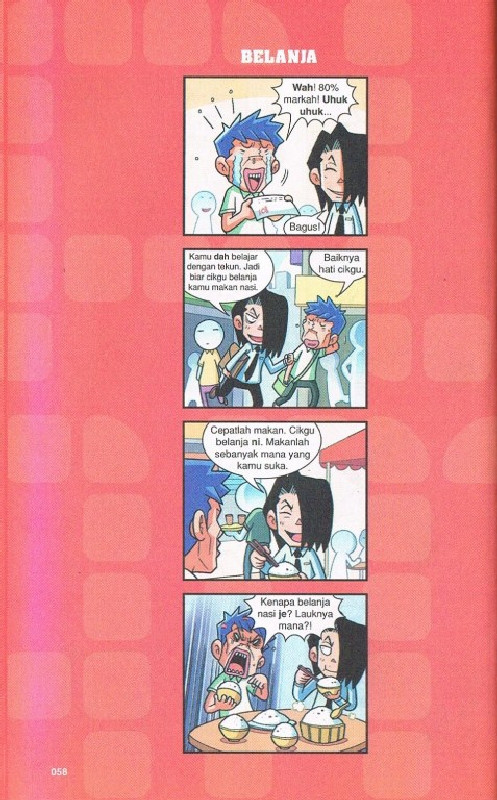 BELANJA
Wah! 80%
markah! Uhuk
uhuk...
Bagus!
Kamu dah belajar
dengan tekun. Jadi
biar cikgu belanja
kamu makan nasi.
Baiknya
hati cikgu.
Cepatlah makan. Cikgu
belanja ni. Makanlah
sebanyak mana yang
kamu suka.
Kenapa belanja
nasi je? Lauknya
mana?!
058